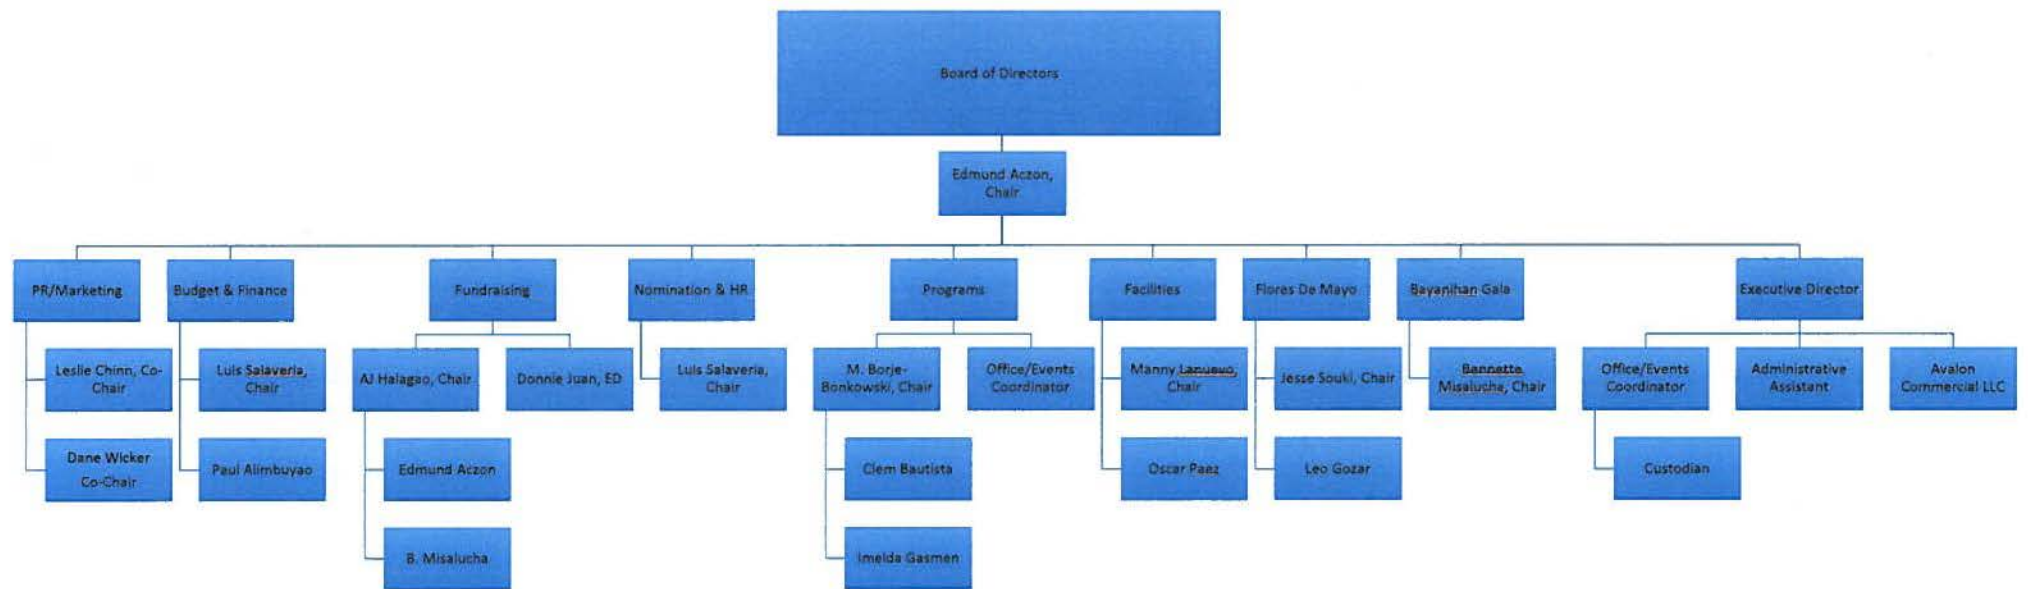 Board of Directors
Edmund Aczon,
Chair
PR/Marketing
Budget & Finance
Fundraising
Nomination & HR
Programs
Facilities
Flores De Mayo
Bayanihan Gala
Executive Director
Leslie Chinn, Co-
Chair
Luis Salaveria,
Chair
AJ Halagao, Chair
Donnie Juan, ED
Luis Salaveria,
Chair
M. Borje-
Bonkowski, Chair
Office/Events
Coordinator
Manny Lanuevo,
Chair
Jesse Souki, Chair
Bennette
Misalucha, Chair
Office/Events
Coordinator
Administrative
Assistant
Avalon
Commercial LLC
Dane Wicker
Co-Chair
Paul Alimbuyao
Edmund Aczon
Clem Bautista
Oscar Paez
Leo Gozar
Custodian
B. Misalucha
Imelda Gasmen